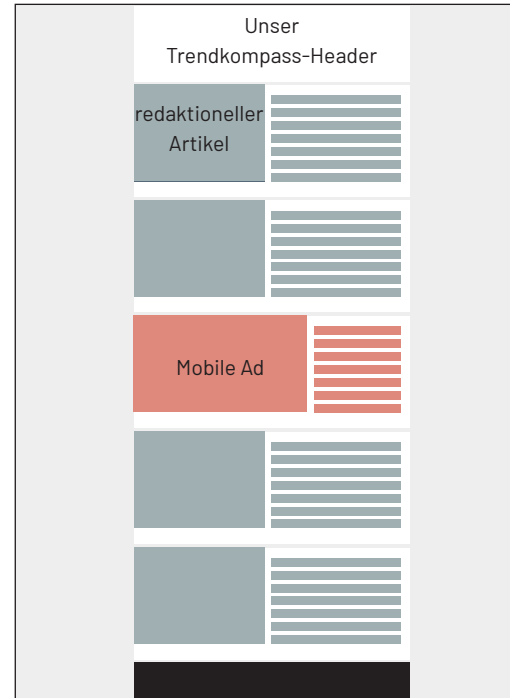 Unser
Trendkompass-Header
redaktioneller
Artikel
Mobile Ad